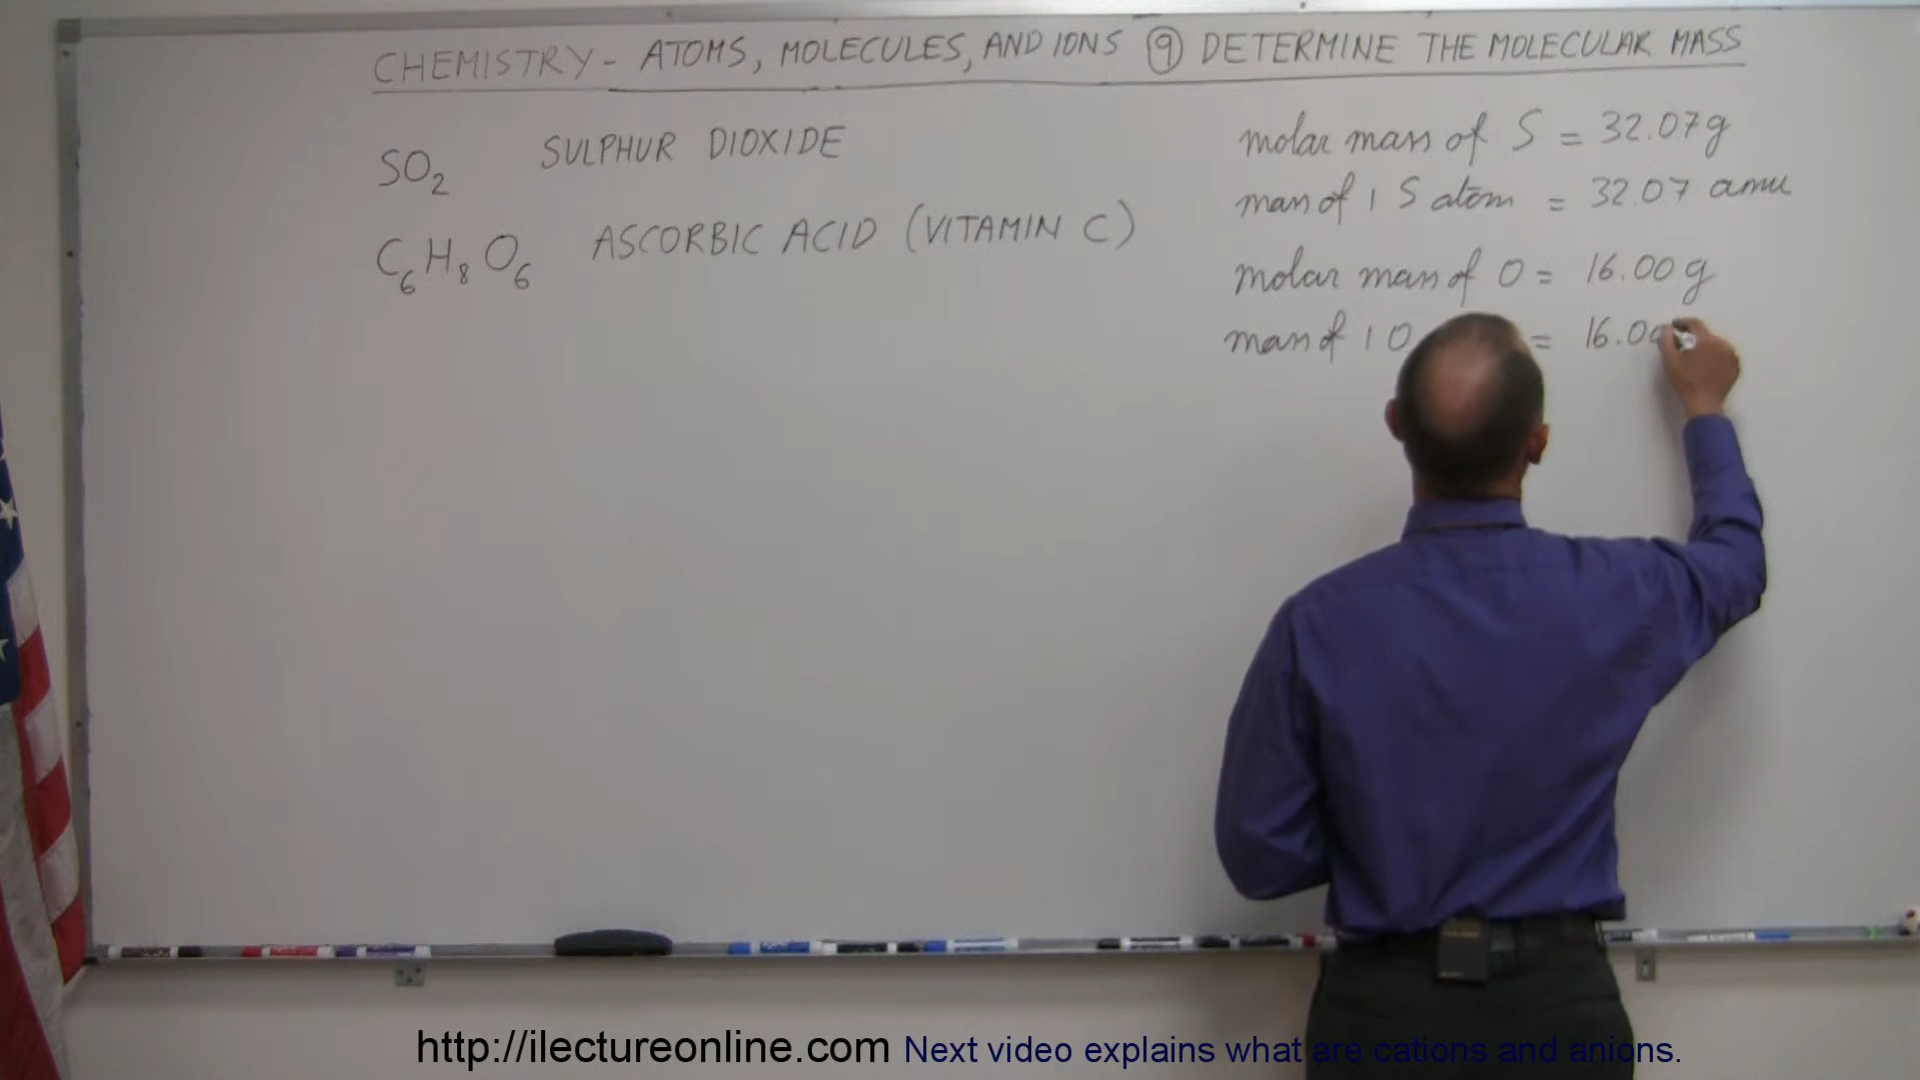 CHEMISTRY - ATOMS, MOLECULES, AND IONS ⑨ DETERMINE THE MOLECULAR MASS
SO2 SULPHUR DIOXIDE
C6H8O6 ASCORBIC ACID (VITAMIN C)
molar mass of S = 32.07g
mass of 1 S atom = 32.07 amu
molar mass of O = 16.00 g
mass of 1 O = 16.00
http://ilectureonline.com Next video explains what are cations and anions.